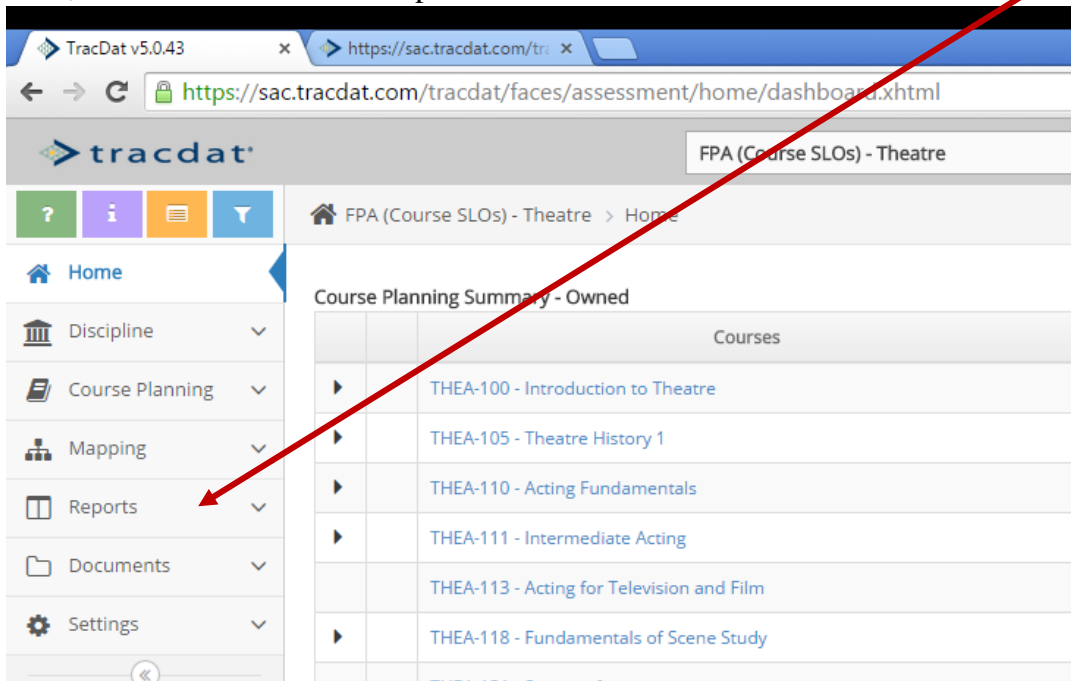 TracDat v5.0.43
https://sac.tracdat.com/tra
https://sac.tracdat.com/tracdat/faces/assessment/home/dashboard.xhtml
tracdat
FPA (Course SLOs) - Theatre
? i
FPA (Course SLOs) - Theatre > Home
Home
Course Planning Summary - Owned
Discipline
Courses
Course Planning
THEA-100 - Introduction to Theatre
THEA-105 - Theatre History 1
Mapping
THEA-110 - Acting Fundamentals
Reports
THEA-111 - Intermediate Acting
Documents
THEA-113 - Acting for Television and Film
Settings
THEA-118 - Fundamentals of Scene Study